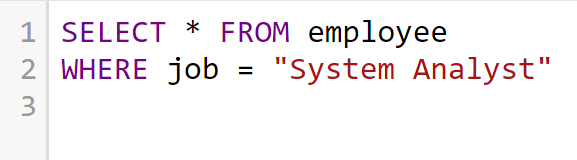 1 SELECT * FROM employee
2 WHERE job = "System Analyst"
3